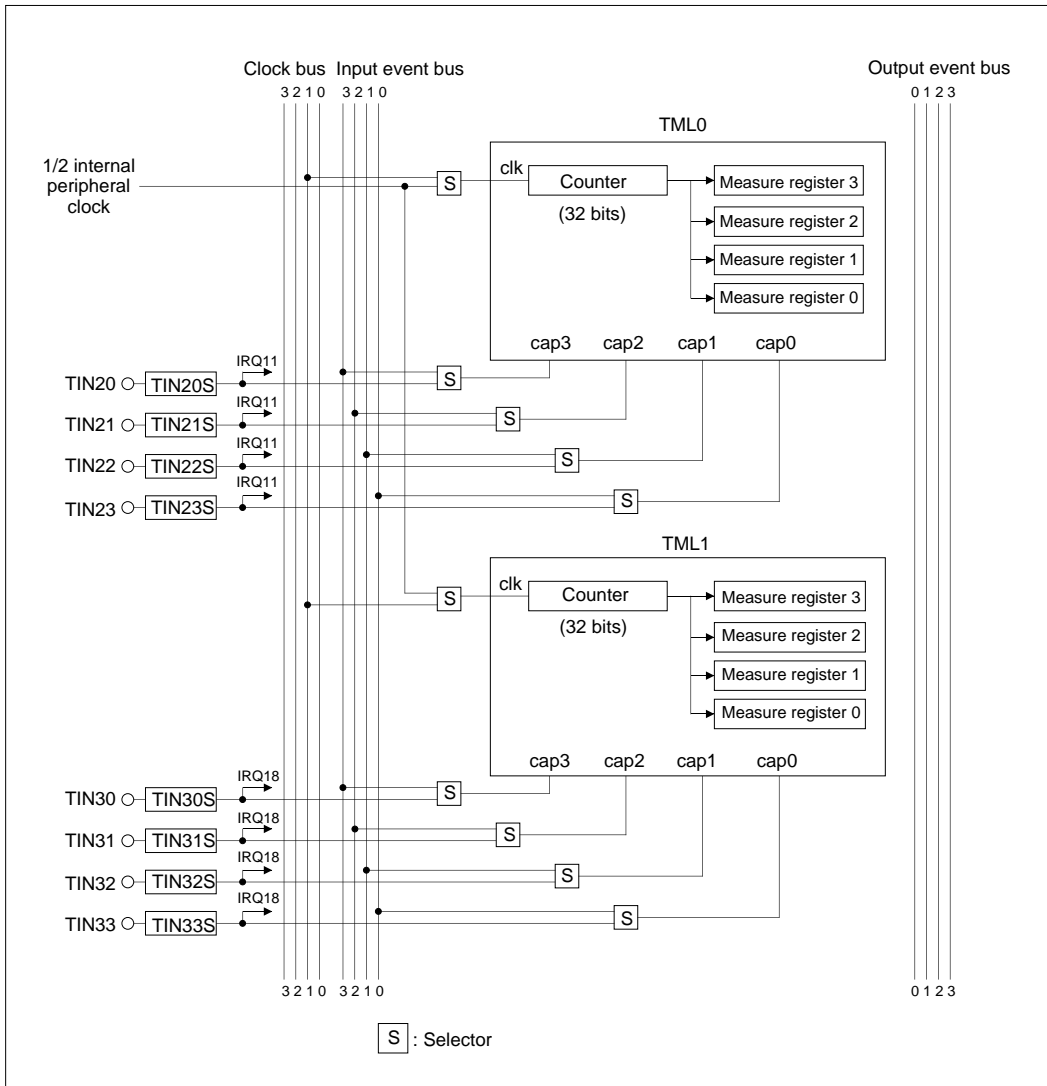 Clock bus Input event bus Output event bus
3 2 1 0 3 2 1 0 0 1 2 3
TML0
1/2 internal
peripheral
clock
S
clk
Counter
(32 bits)
Measure register 3
Measure register 2
Measure register 1
Measure register 0
cap3 cap2 cap1 cap0
TIN20 TIN20S IRQ11 S
TIN21 TIN21S IRQ11 S
TIN22 TIN22S IRQ11 S
TIN23 TIN23S IRQ11 S
TML1
S
clk
Counter
(32 bits)
Measure register 3
Measure register 2
Measure register 1
Measure register 0
cap3 cap2 cap1 cap0
TIN30 TIN30S IRQ18 S
TIN31 TIN31S IRQ18 S
TIN32 TIN32S IRQ18 S
TIN33 TIN33S IRQ18 S
3 2 1 0 3 2 1 0 0 1 2 3
S : Selector